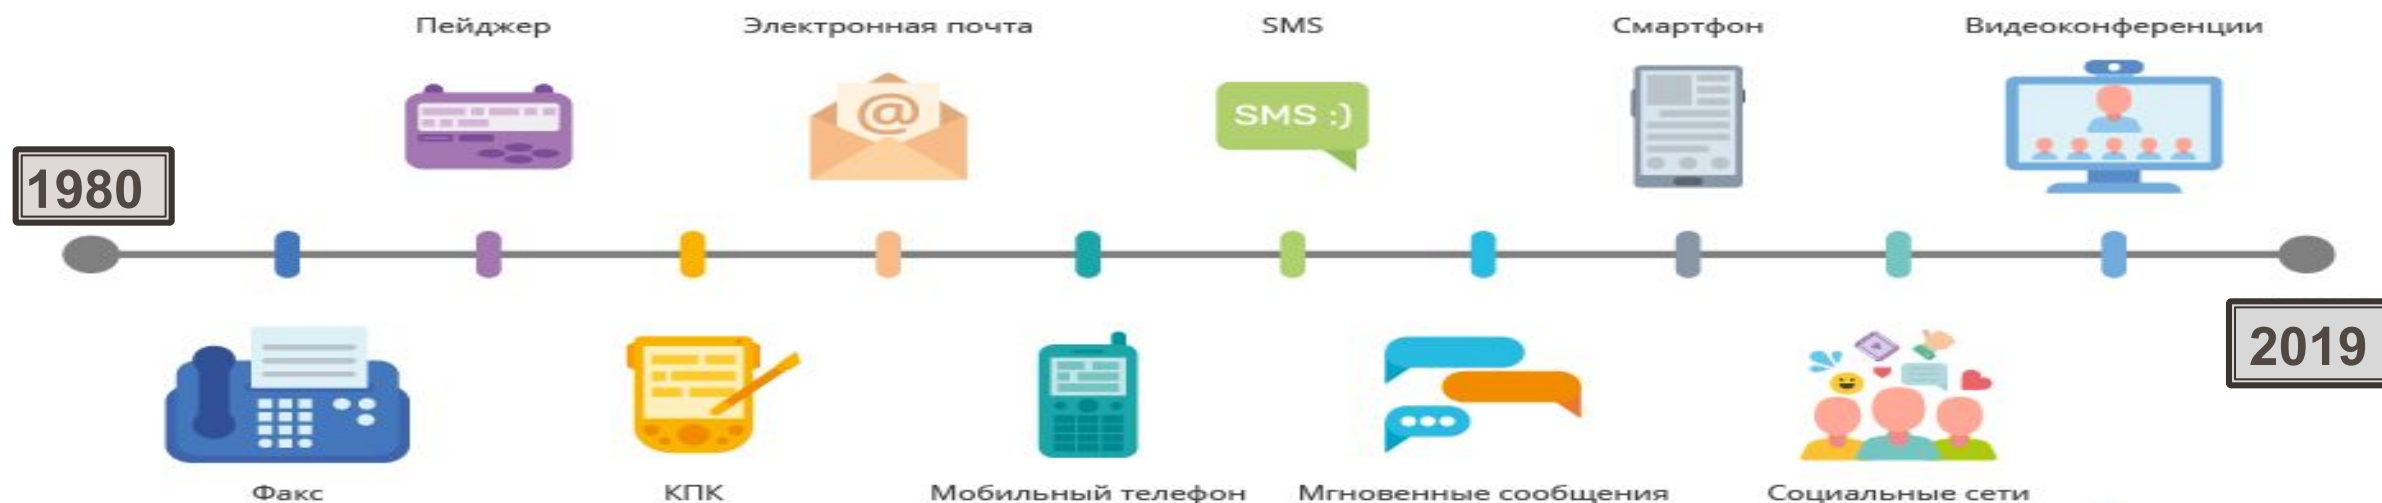 Пейджер
Электронная почта
SMS
Смартфон
Видеоконференции
@
SMS :)
1980
2019
Факс
КПК
Мобильный телефон
Мгновенные сообщения
Социальные сети